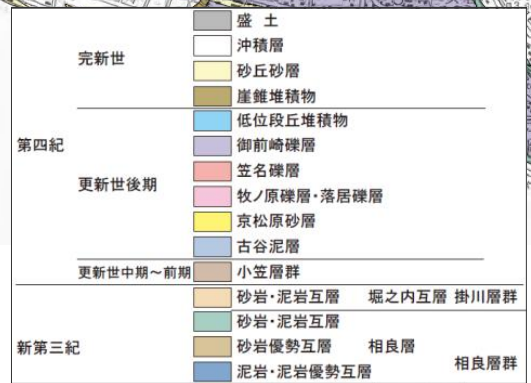 盛 土
完新世
沖積層
砂丘砂層
崖錐堆積物
低位段丘堆積物
第四紀
御前崎礫層
笠名礫層
更新世後期
牧ノ原礫層・落居礫層
京松原砂層
古谷泥層
更新世中期～前期 小笠層群
砂岩・泥岩互層 堀之内互層 掛川層群
砂岩・泥岩互層
新第三紀
砂岩優勢互層 相良層
相良層群
泥岩・泥岩優勢互層